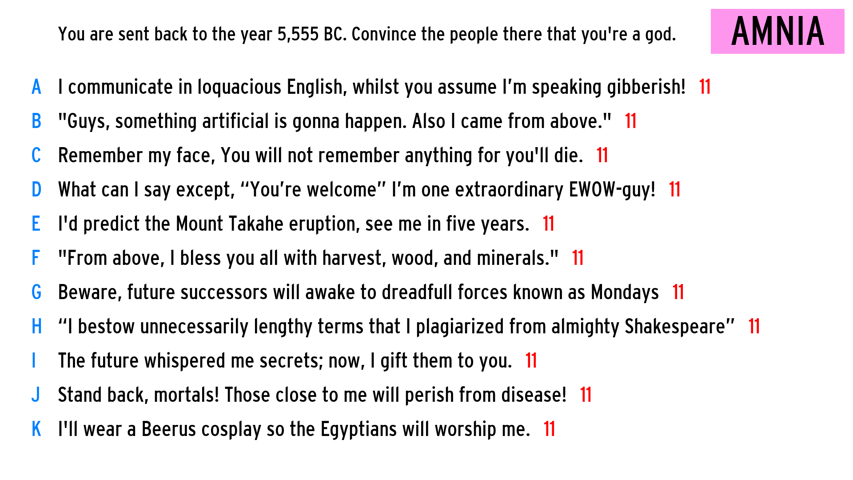 You are sent back to the year 5,555 BC. Convince the people there that you're a god.
AMNIA
A I communicate in loquacious English, whilst you assume I'm speaking gibberish! 11
B "Guys, something artificial is gonna happen. Also I came from above." 11
C Remember my face, You will not remember anything for you'll die. 11
D What can I say except, “You're welcome” I'm one extraordinary EWOW-guy! 11
E I'd predict the Mount Takahe eruption, see me in five years. 11
F "From above, I bless you all with harvest, wood, and minerals." 11
G Beware, future successors will awake to dreadfull forces known as Mondays 11
H “I bestow unnecessarily lengthy terms that I plagiarized from almighty Shakespeare” 11
I The future whispered me secrets; now, I gift them to you. 11
J Stand back, mortals! Those close to me will perish from disease! 11
K I'll wear a Beerus cosplay so the Egyptians will worship me. 11